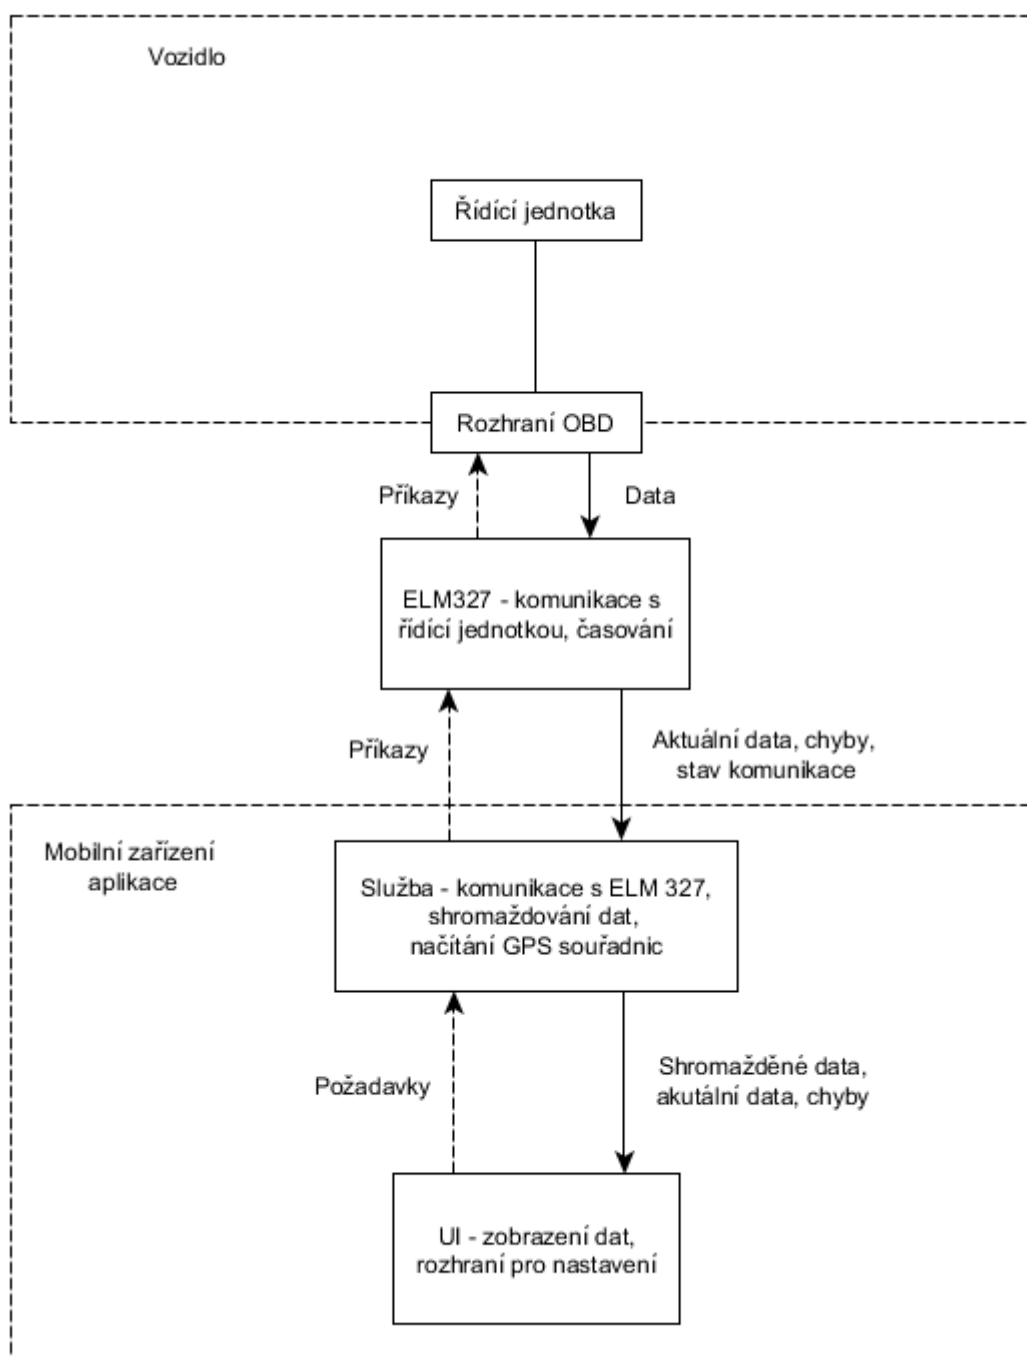 Vozidlo
Řídící jednotka
Rozhraní OBD
Příkazy
Data
ELM327 - komunikace s
řídící jednotkou, časování
Příkazy
Aktuální data, chyby,
stav komunikace
Mobilní zařízení
aplikace
Služba - komunikace s ELM 327,
shromaždování dat,
načítání GPS souřadnic
Požadavky
Shromažděné data,
akutální data, chyby
UI - zobrazení dat,
rozhraní pro nastavení